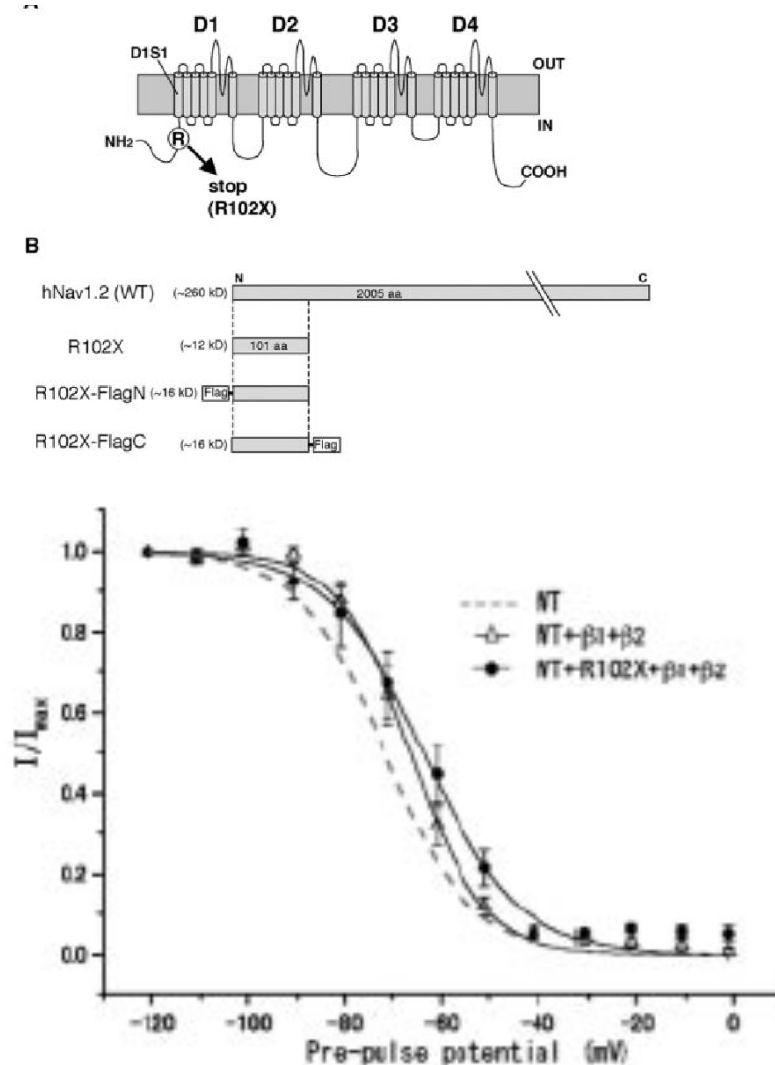 D1 D2 D3 D4
D1S1
OUT
IN
NH₂
R
COOH
stop
(R102X)
B
N C
hNav1.2 (WT) (~260 kD) 2005 aa
R102X (~12 kD) 101 aa
R102X-FlagN (~16 kD) Flag
R102X-FlagC (~16 kD) Flag
1.0
0.8
0.6
0.4
0.2
0.0
I/Imax
WT
WT+β1+β2
WT+R102X+β1+β2
-120 -100 -80 -60 -40 -20 0
Pre-pulse potential (mV)